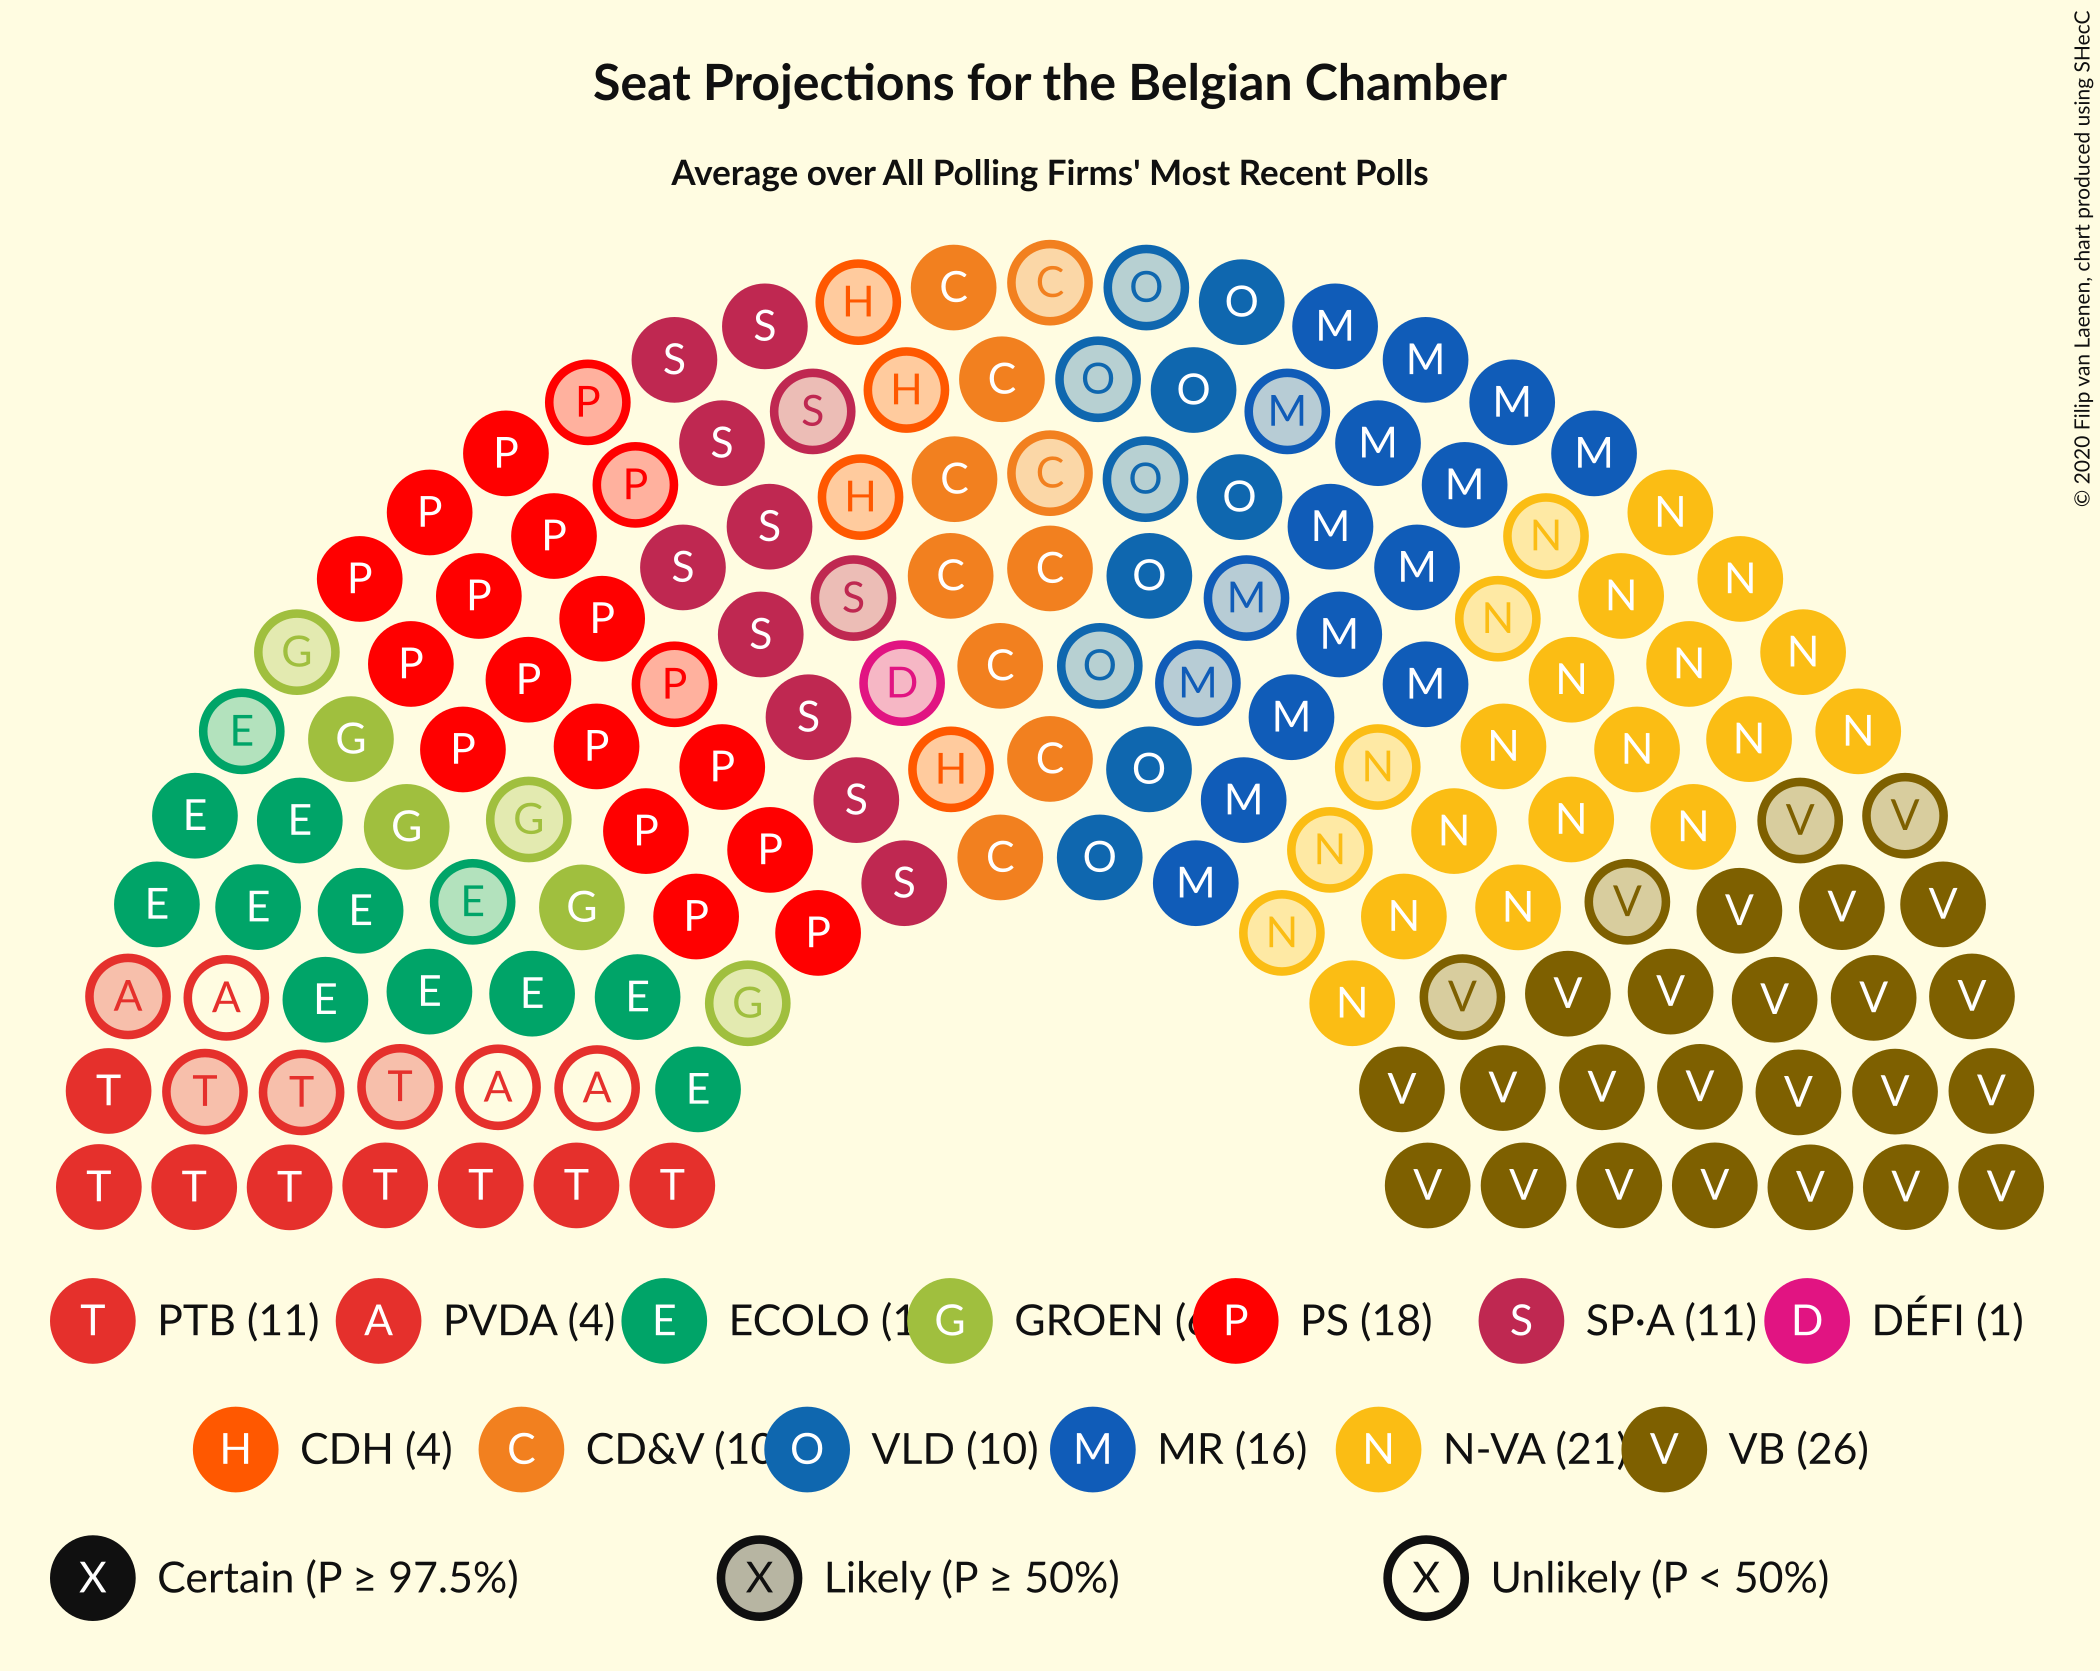 Seat Projections for the Belgian Chamber
Average over All Polling Firms' Most Recent Polls
© 2020 Filip van Laenen, chart produced using SHecC
H C C O O
S S M M
P H C O O M M
P S S M M
P P H C C O O M N N
P P S S M M N N
G P P S S C C O M M M N N N
E G P P P S D C O M M N N N N
E E G P P S H C O M N N N N N
E E E G P P S M N N N V V
A A E E E G P P S C O M N N N V V V V
T T T T A A E E E G P N N V V V V V V
T T T T T T T E V V V V V V V
V V V V V V V
T PTB (11) A PVDA (4) E ECOLO (1 G GROEN ( P PS (18) S SP·A (11) D DÉFI (1)
H CDH (4) C CD&V (10 O VLD (10) M MR (16) N N-VA (21) V VB (26)
X Certain (P ≥ 97.5%) X Likely (P ≥ 50%) X Unlikely (P < 50%)